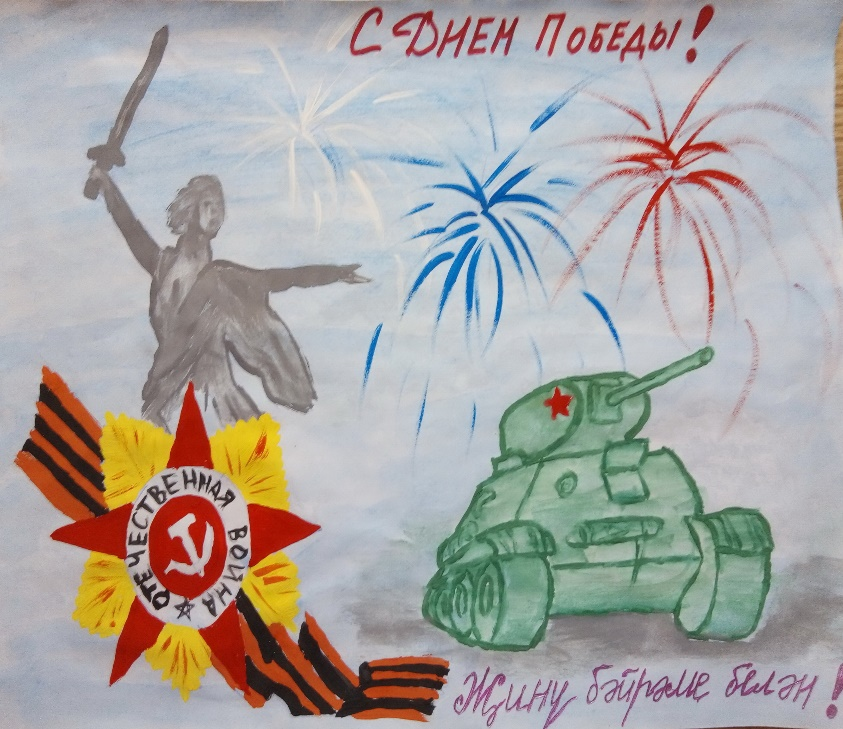 С ДНЕМ ПОБЕДЫ!
ОТЕЧЕСТВЕННАЯ ВОЙНА
Җиңү бәйрәме белән!